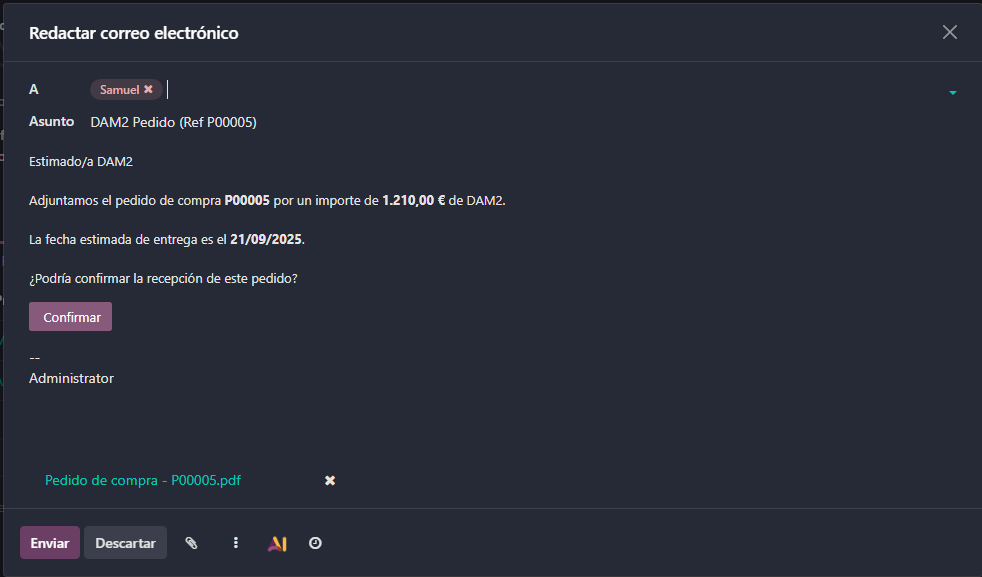 Redactar correo electrónico
A Samuel
Asunto DAM2 Pedido (Ref P00005)
Estimado/a DAM2
Adjuntamos el pedido de compra P00005 por un importe de 1.210,00 € de DAM2.
La fecha estimada de entrega es el 21/09/2025.
¿Podría confirmar la recepción de este pedido?
Confirmar
--
Administrator
Pedido de compra - P00005.pdf
Enviar Descartar AI